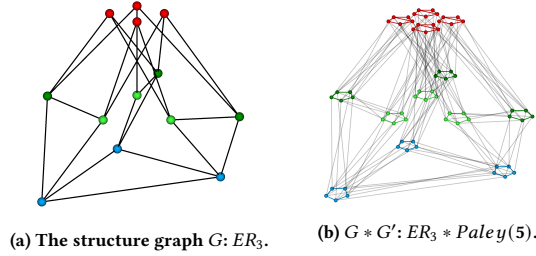 (a) The structure graph G: ER₃.
(b) G * G′: ER₃ * Paley(5).